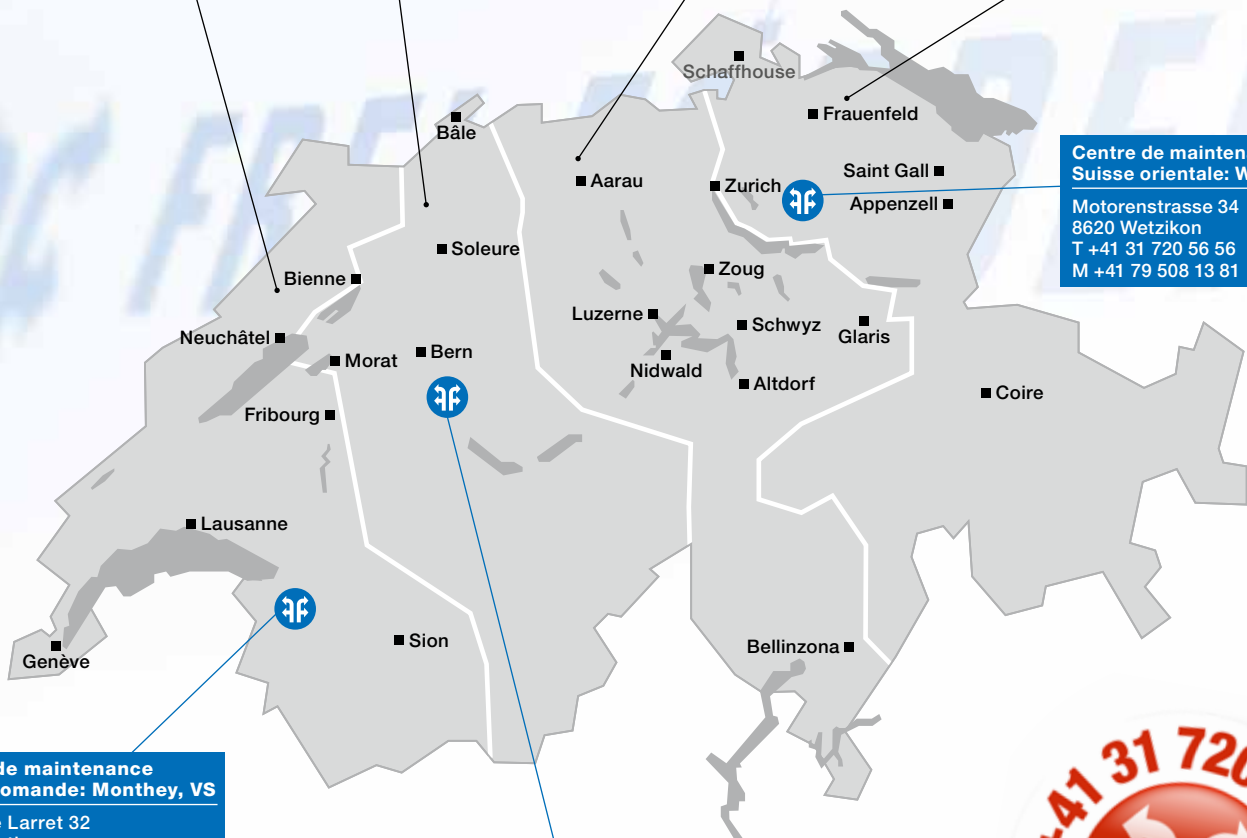 Schaffhouse
Frauenfeld
Bâle
Aarau
Zurich
Saint Gall
Appenzell
Centre de mainten
Suisse orientale: W
Motorenstrasse 34
8620 Wetzikon
T +41 31 720 56 56
M +41 79 508 13 81
Soleure
Bienne
Zoug
Luzerne
Schwyz
Glaris
Neuchâtel
Morat
Bern
Nidwald
Altdorf
Coire
Fribourg
Lausanne
Sion
Bellinzona
Genève
de maintenance
omande: Monthey, VS
Larret 32
+41 31 720